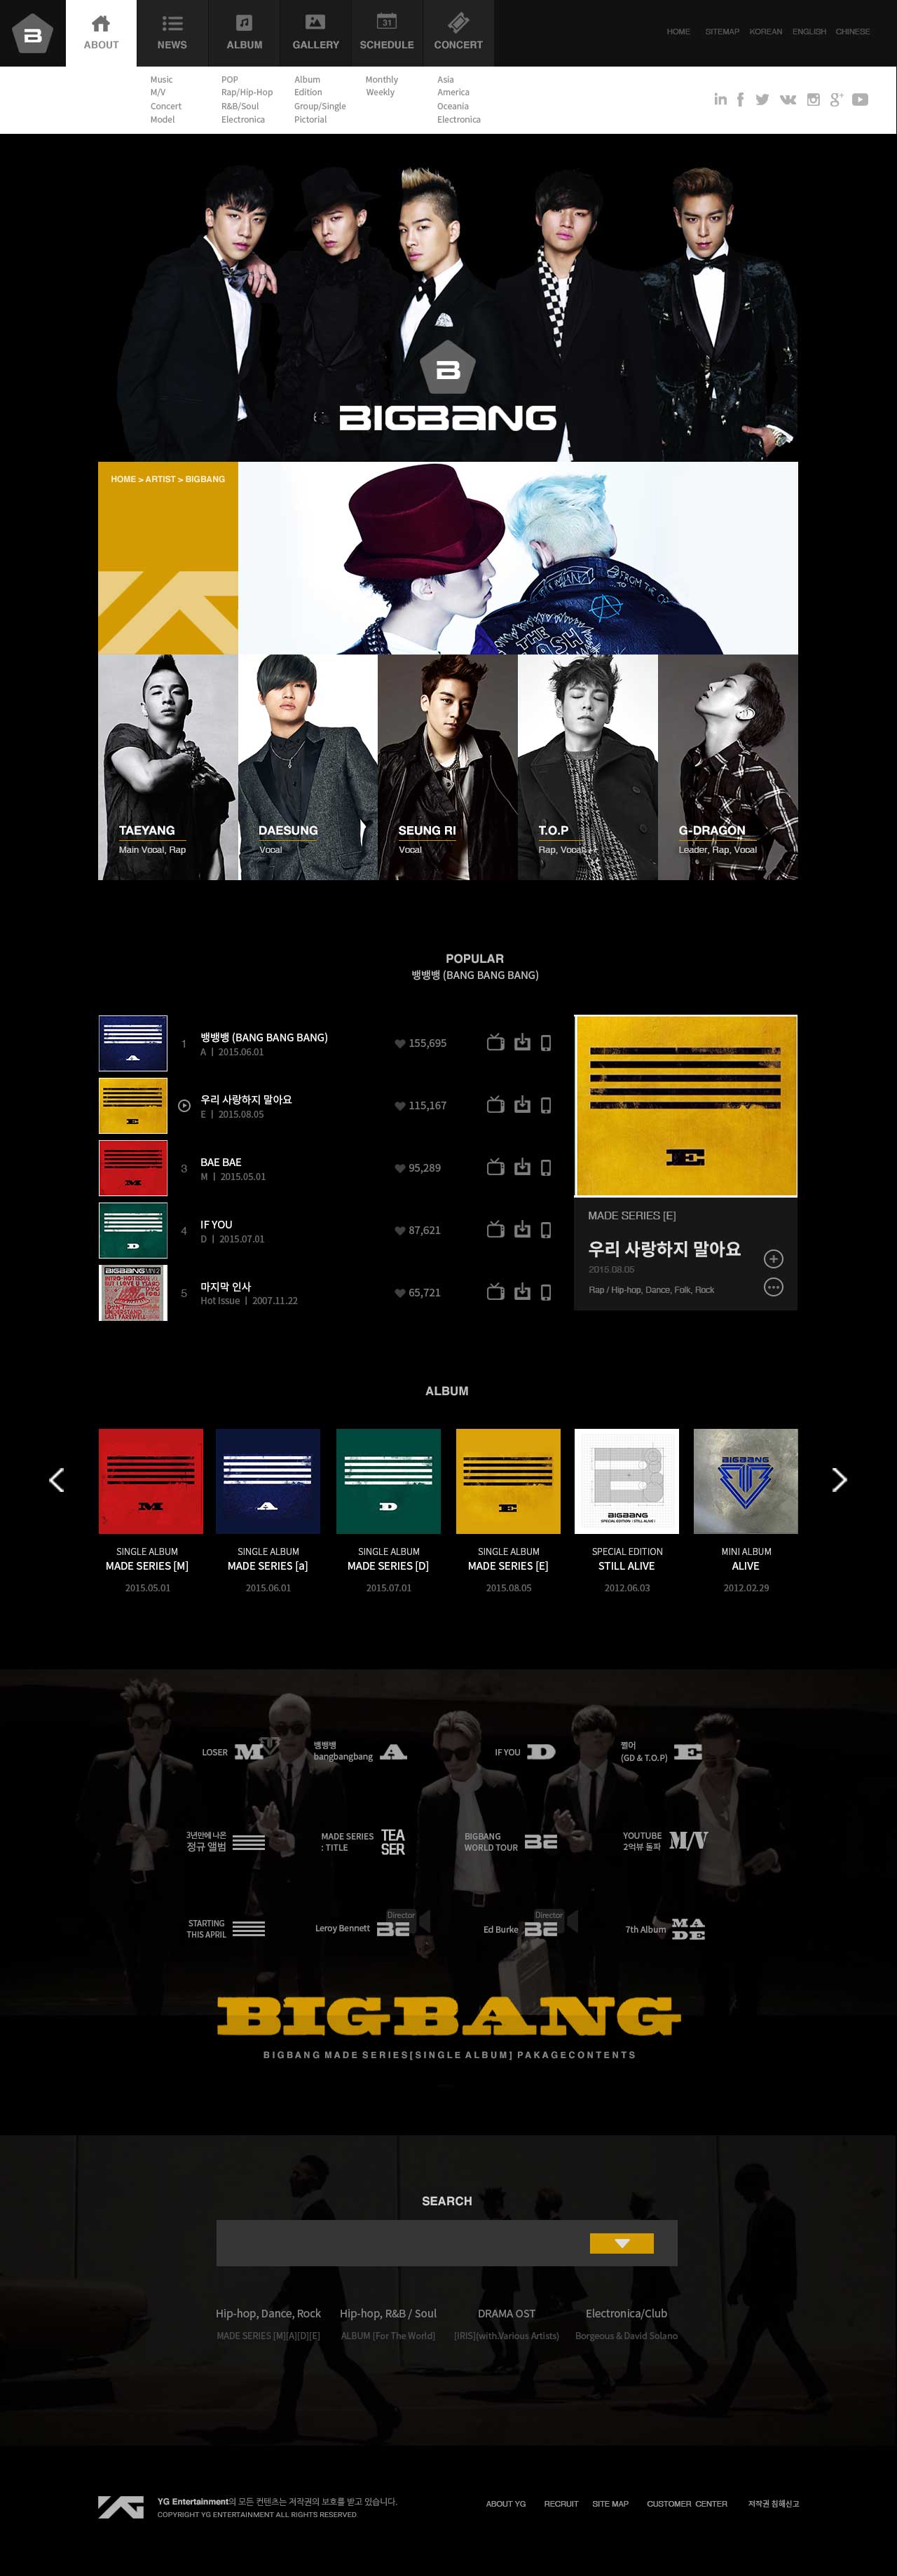 B
ABOUT
NEWS
ALBUM
GALLERY
SCHEDULE
31
CONCERT
HOME
SITEMAP
KOREAN
ENGLISH
CHINESE
Music
M/V
Concert
Model
POP
Rap/Hip-Hop
R&B/Soul
Electronica
Album
Edition
Group/Single
Pictorial
Monthly
Weekly
Asia
America
Oceania
Electronica
B
BIGBANG
HOME > ARTIST > BIGBANG
THE
TAEYANG
Main Vocal, Rap
DAESUNG
Vocal
SEUNG RI
Vocal
T.O.P
Rap, Vocal
G-DRAGON
Leader, Rap, Vocal
POPULAR
뱅뱅뱅 (BANG BANG BANG)
A
1
뱅뱅뱅 (BANG BANG BANG)
A | 2015.06.01
155,695
E
우리 사랑하지 말아요
E | 2015.08.05
115,167
M
3
BAE BAE
M | 2015.05.01
95,289
D
4
IF YOU
D | 2015.07.01
87,621
BIGBANG
5
마지막 인사
Hot Issue | 2007.11.22
65,721
E
MADE SERIES [E]
우리 사랑하지 말아요
2015.08.05
Rap / Hip-hop, Dance, Folk, Rock
ALBUM
M
SINGLE ALBUM
MADE SERIES [M]
2015.05.01
A
SINGLE ALBUM
MADE SERIES [a]
2015.06.01
D
SINGLE ALBUM
MADE SERIES [D]
2015.07.01
E
SINGLE ALBUM
MADE SERIES [E]
2015.08.05
B
BIGBANG
SPECIAL EDITION
STILL ALIVE
2012.06.03
BIGBANG
MINI ALBUM
ALIVE
2012.02.29
LOSER M
뱅뱅뱅
bangbangbang A
IF YOU D
쩔어
(GD & T.O.P) E
3년만에 나온
정규 앨범
MADE SERIES
: TITLE
TEA
SER
BIGBANG
WORLD TOUR
BE
YOUTUBE
2억뷰 돌파
M/V
STARTING
THIS APRIL
Leroy Bennett
Director
BE
Ed Burke
Director
BE
7th Album
MA
DE
BIGBANG
BIGBANG MADE SERIES[SINGLE ALBUM] PAKAGECONTENTS
SEARCH
Hip-hop, Dance, Rock
MADE SERIES [M][A][D][E]
Hip-hop, R&B / Soul
ALBUM [For The World]
DRAMA OST
[IRIS](with.Various Artists)
Electronica/Club
Borgeous & David Solano
YG Entertainment의 모든 컨텐츠는 저작권의 보호를 받고 있습니다.
COPYRIGHT YG ENTERTAINMENT ALL RIGHTS RESERVED
ABOUT YG
RECRUIT
SITE MAP
CUSTOMER CENTER
저작권 침해신고